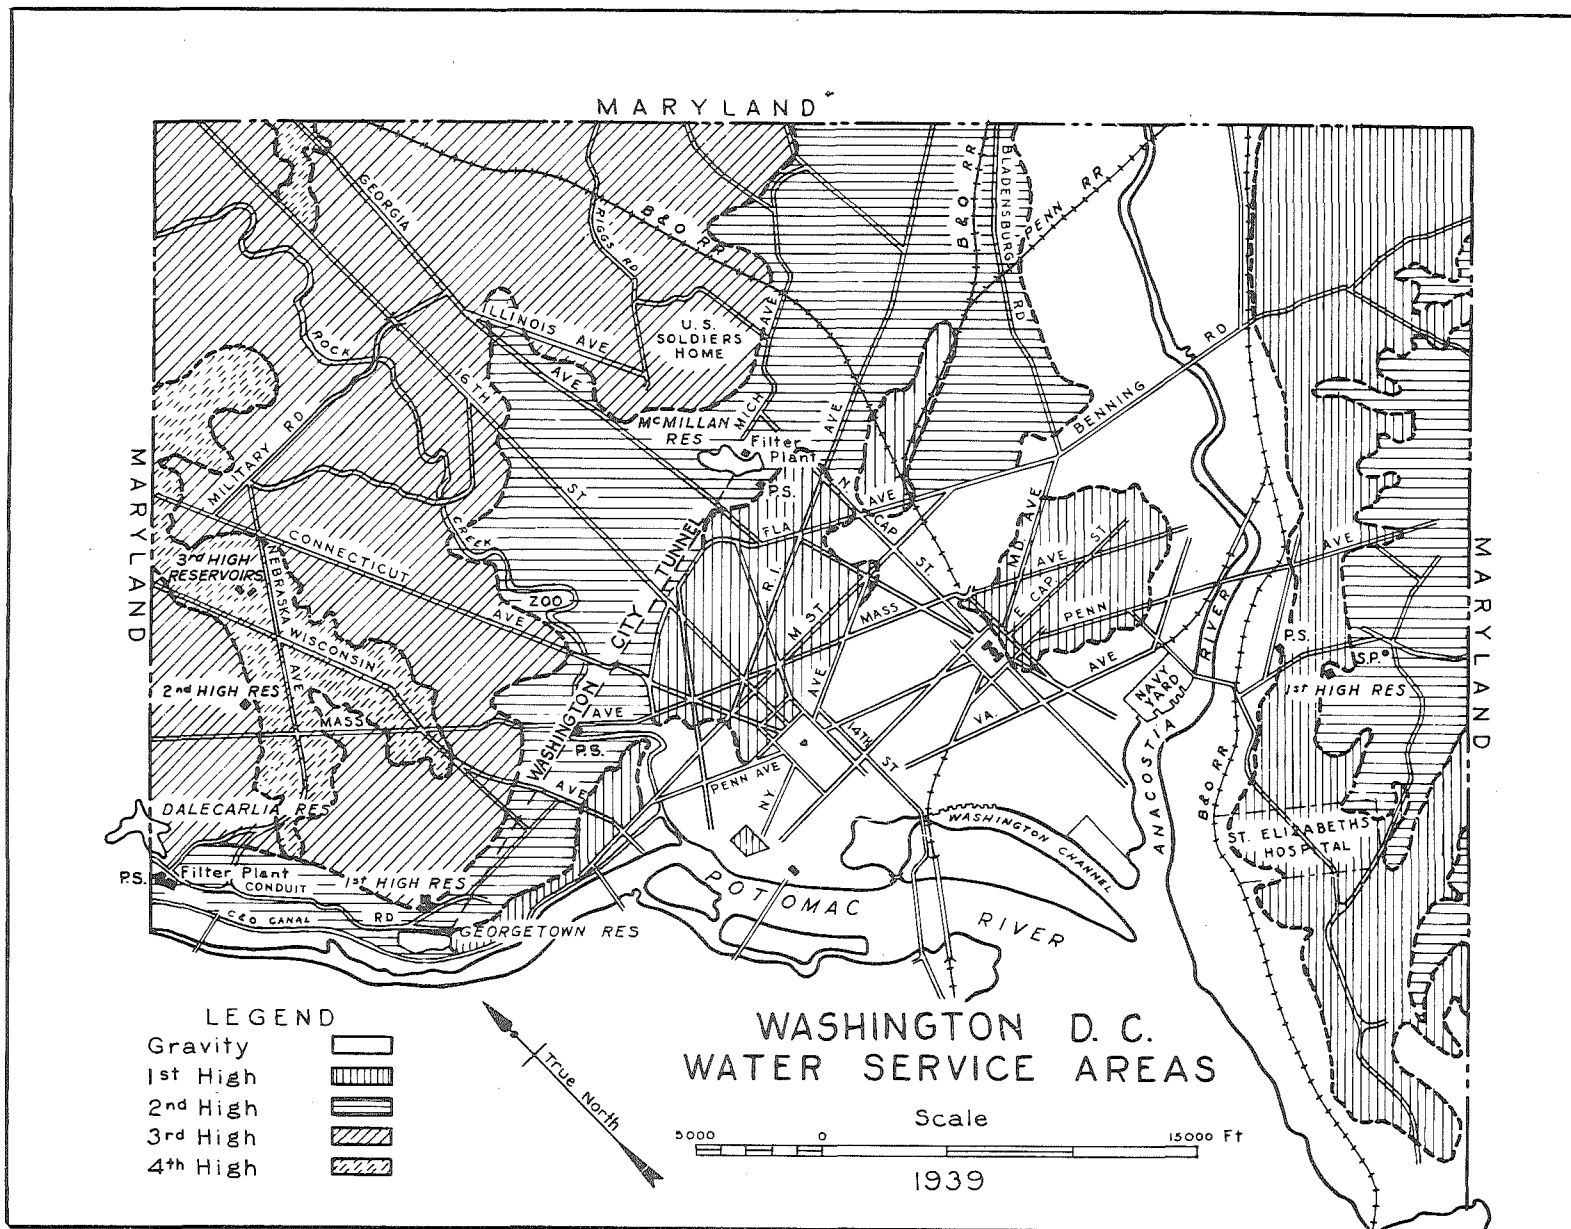 MARYLAND
MARYLAND
MARYLAND
GEORGIA
AVE
RIGGS RD
B & O RR
B & O RR
BLADENSBURG
RD
PENN RR
ROCK
CREEK
ILLINOIS AVE
U.S.
SOLDIERS
HOME
16TH
ST
MICH AVE
McMILLAN
RES
Filter
Plant
P.S.
AVE
BENNING RD
MILITARY RD
N. CAP ST.
FLA AVE
MD. AVE
AVE
E. CAP. ST
AVE
CONNECTICUT
AVE
3rd HIGH
RESERVOIRS
NEBRASKA
AVE
WISCONSIN
AVE
ZOO
WASHINGTON CITY TUNNEL
R.I.
M ST
MASS
AVE
PENN
AVE
RIVER
P.S.
S.P.
1st HIGH RES
NAVY
YARD
VA.
14TH
ST
2nd HIGH RES
MASS
AVE
P.S.
PENN AVE
N.Y.
ANACOSTIA
B & O RR
DALECARLIA RES
WASHINGTON CHANNEL
ST. ELIZABETHS
HOSPITAL
P.S.
Filter Plant
CONDUIT
RD
1st HIGH RES
C & O CANAL
GEORGETOWN RES
POTOMAC
RIVER
LEGEND
Gravity
1st High
2nd High
3rd High
4th High
True North
WASHINGTON D. C.
WATER SERVICE AREAS
Scale
5000 0 15000 Ft
1939